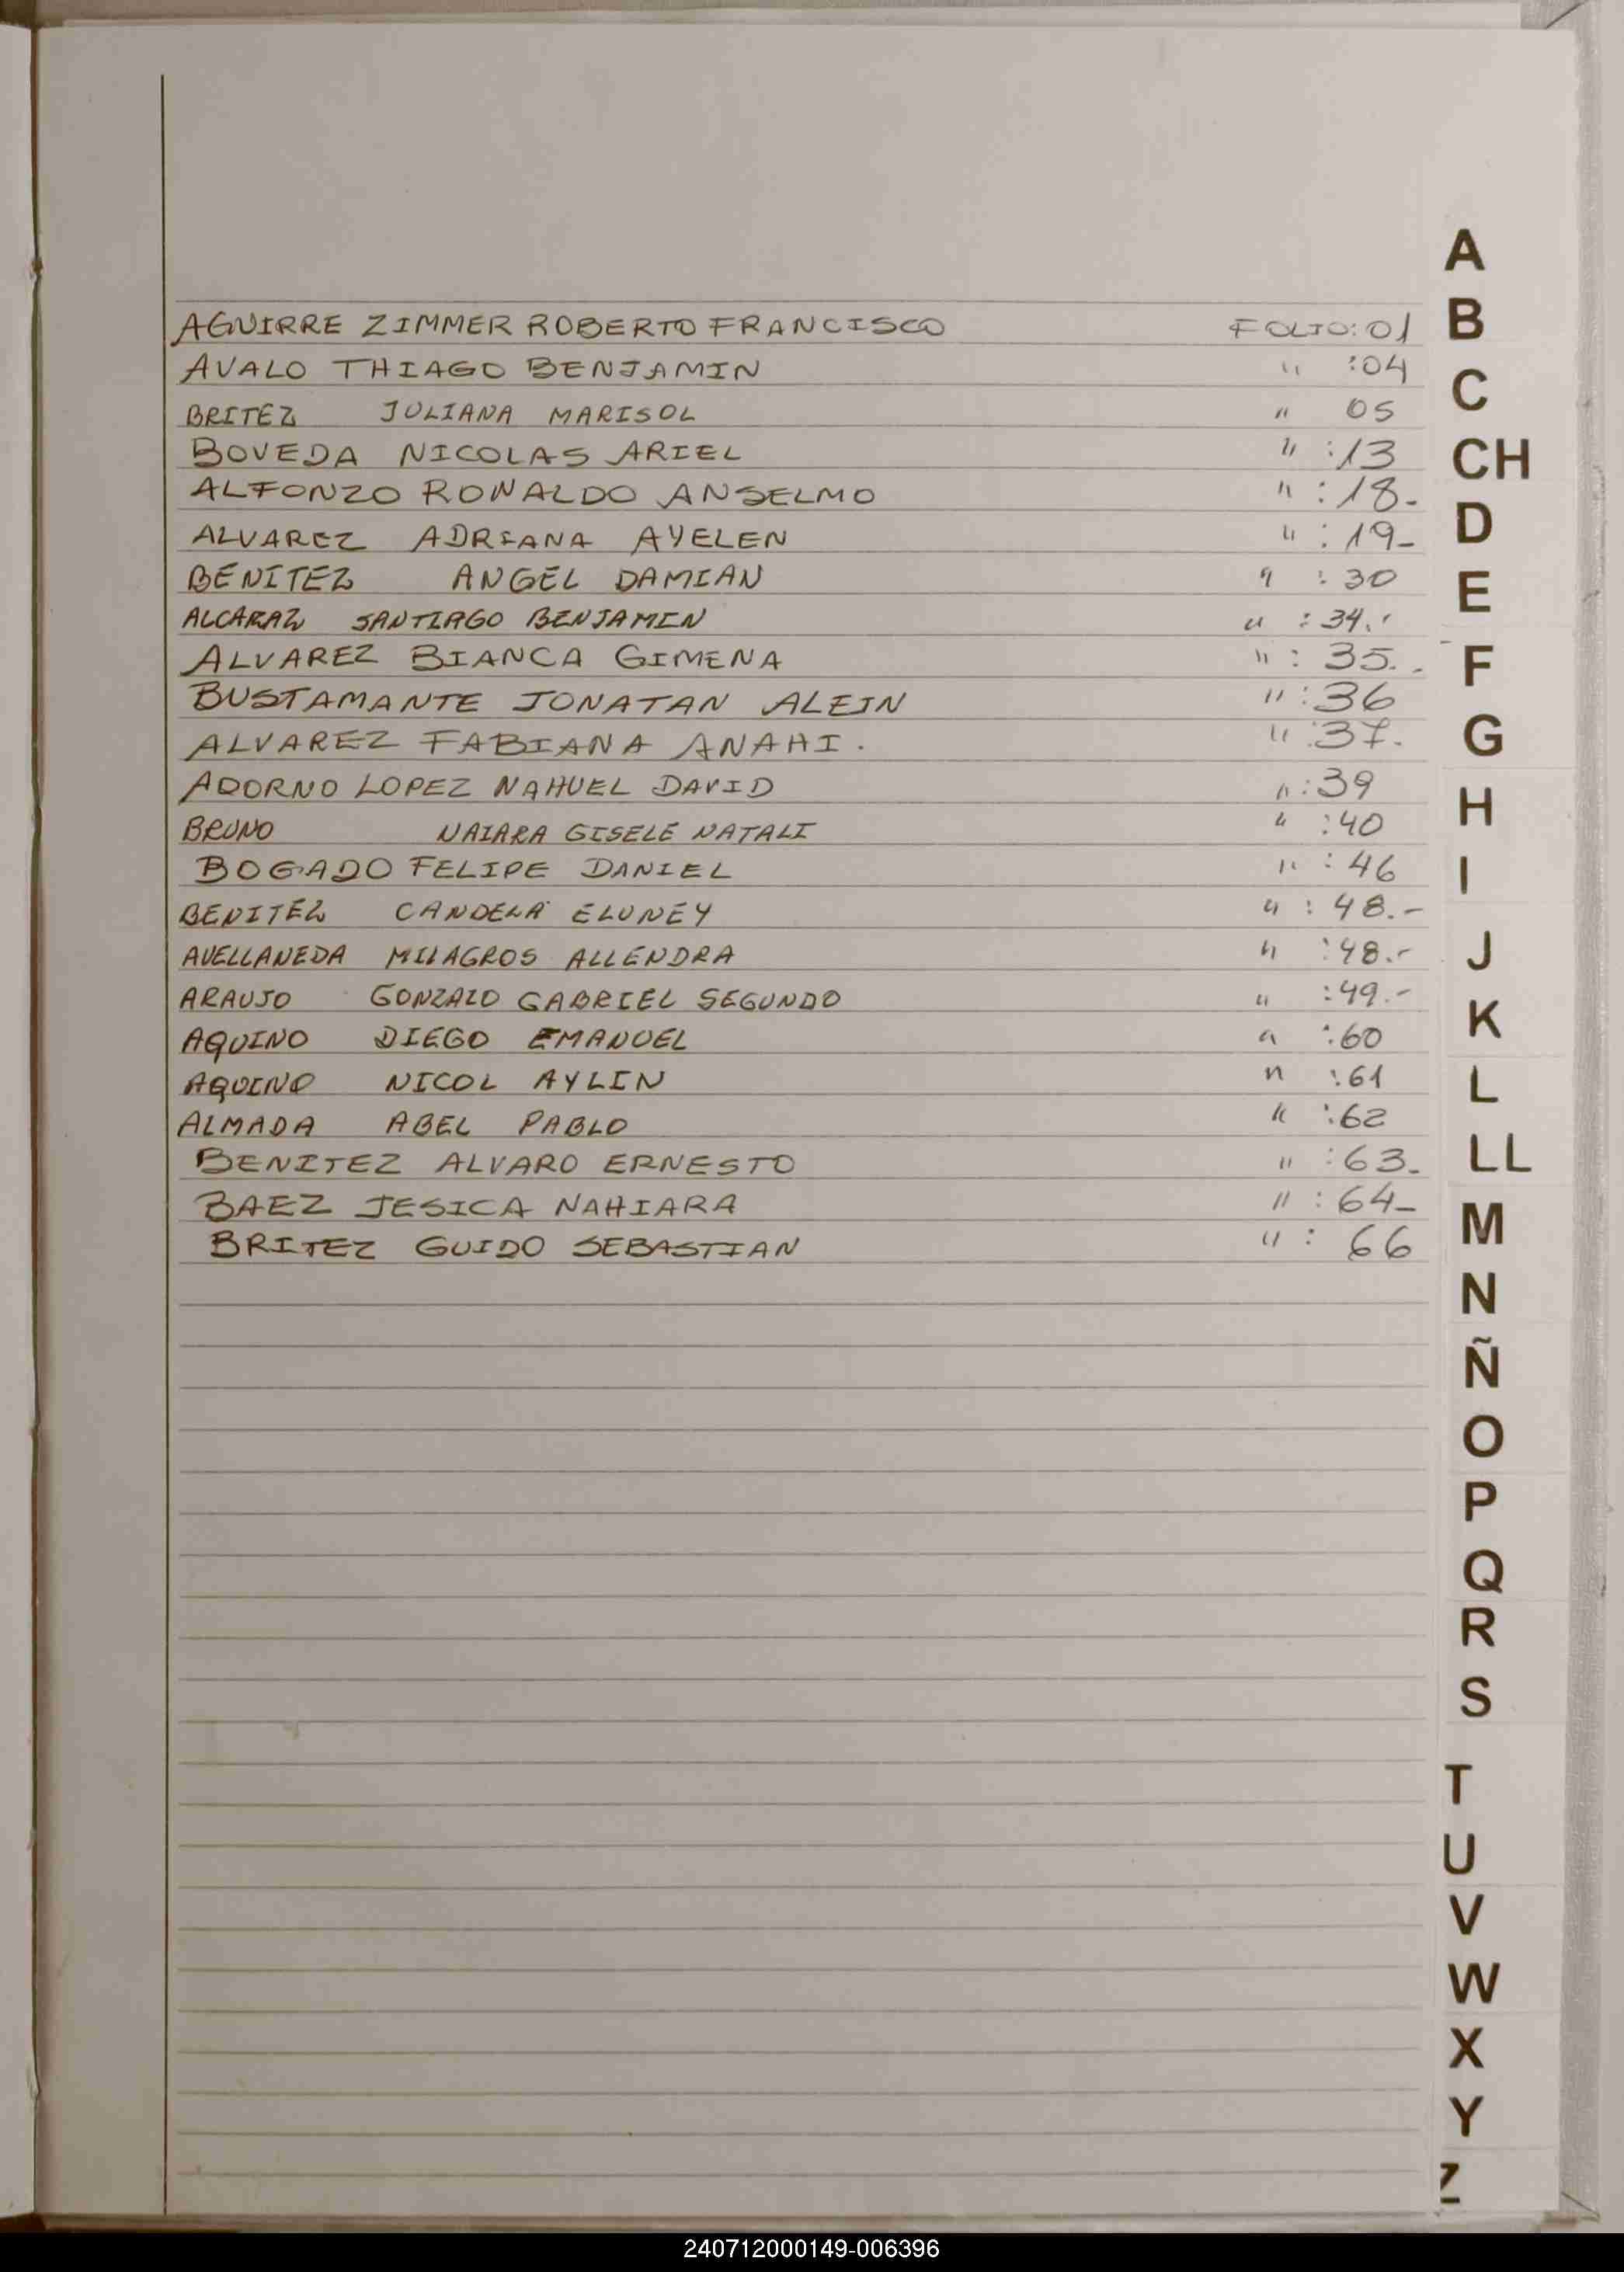 AGUIRRE ZIMMER ROBERTO FRANCISCO FOLIO: 01
AVALO THIAGO BENJAMIN " :04
BRITEZ JULIANA MARISOL " 05
BOVEDA NICOLAS ARIEL " :13
ALFONZO RONALDO ANSELMO " :18.
ALVAREZ ADRIANA AYELEN " :19-
BENITEZ ANGEL DAMIAN " :30
ALCARAZ SANTIAGO BENJAMIN " :34.
ALVAREZ BIANCA GIMENA " : 35..
BUSTAMANTE JONATAN ALEIN " :36
ALVAREZ FABIANA ANAHI. " :37.
ADORNO LOPEZ NAHUEL DAVID " :39
BRUNO NAIARA GISELE NATALI " :40
BOGADO FELIPE DANIEL " :46
BENITEZ CANDELA ELUNEY " :48.-
AVELLANEDA MILAGROS ALLENDRA " :48.-
ARAUJO GONZALO GABRIEL SEGUNDO " :49.-
AQUINO DIEGO EMANUEL " :60
AQUINO NICOL AYLIN " :61
ALMADA ABEL PABLO " :62
BENITEZ ALVARO ERNESTO " :63.
BAEZ JESICA NAHIARA " :64-
BRITEZ GUIDO SEBASTIAN " : 66
A
B
C
CH
D
E
F
G
H
I
J
K
L
LL
M
N
Ñ
O
P
Q
R
S
T
U
V
W
X
Y
Z
240712000149-006396